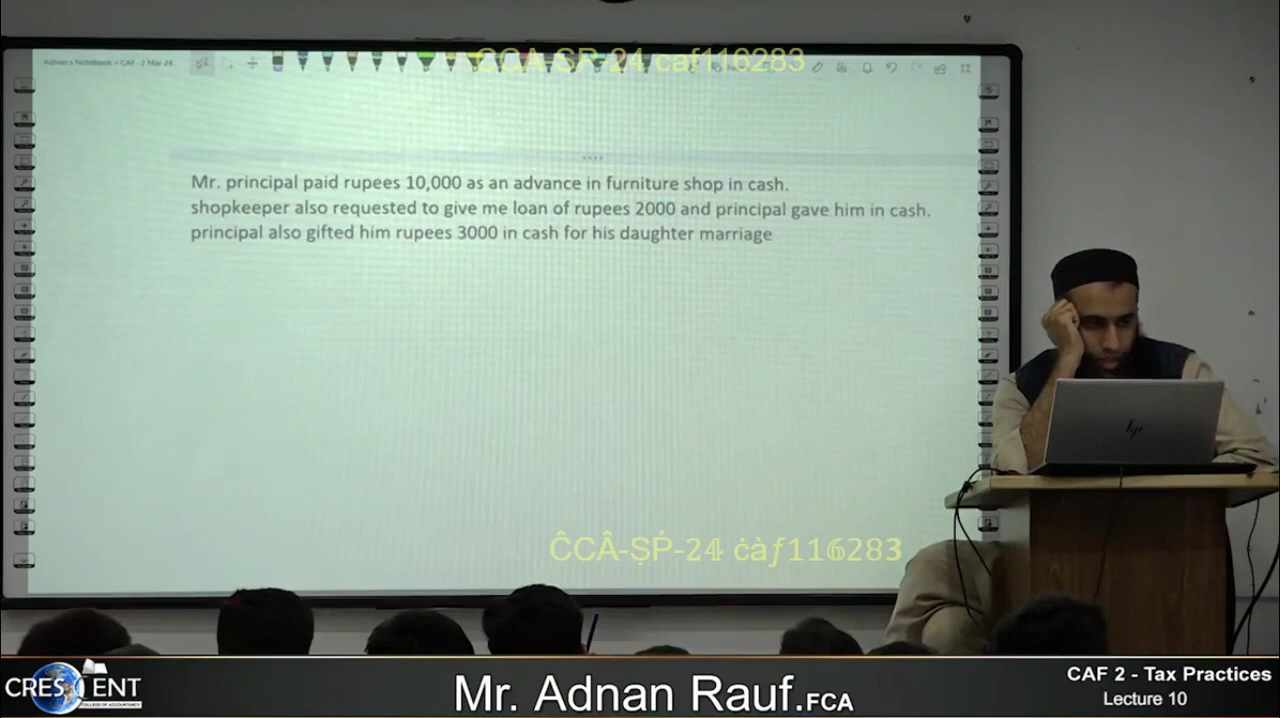 Adnan's Notebook > CAF - 2 Mar 24
CCA-SP-24 caf116283
Mr. principal paid rupees 10,000 as an advance in furniture shop in cash.
shopkeeper also requested to give me loan of rupees 2000 and principal gave him in cash.
principal also gifted him rupees 3000 in cash for his daughter marriage
hp
ĈCÂ-ṢṔ-24 ċàƒ116283
CRESCENT
COLLEGE OF ACCOUNTANCY
Mr. Adnan Rauf.FCA
CAF 2 - Tax Practices
Lecture 10